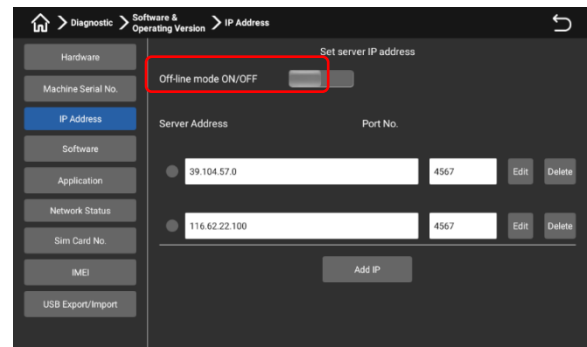 Diagnostic Software & Operating Version IP Address
Hardware
Machine Serial No.
IP Address
Software
Application
Network Status
Sim Card No.
IMEI
USB Export/Import
Set server IP address
Off-line mode ON/OFF
Server Address Port No.
39.104.57.0 4567 Edit Delete
116.62.22.100 4567 Edit Delete
Add IP